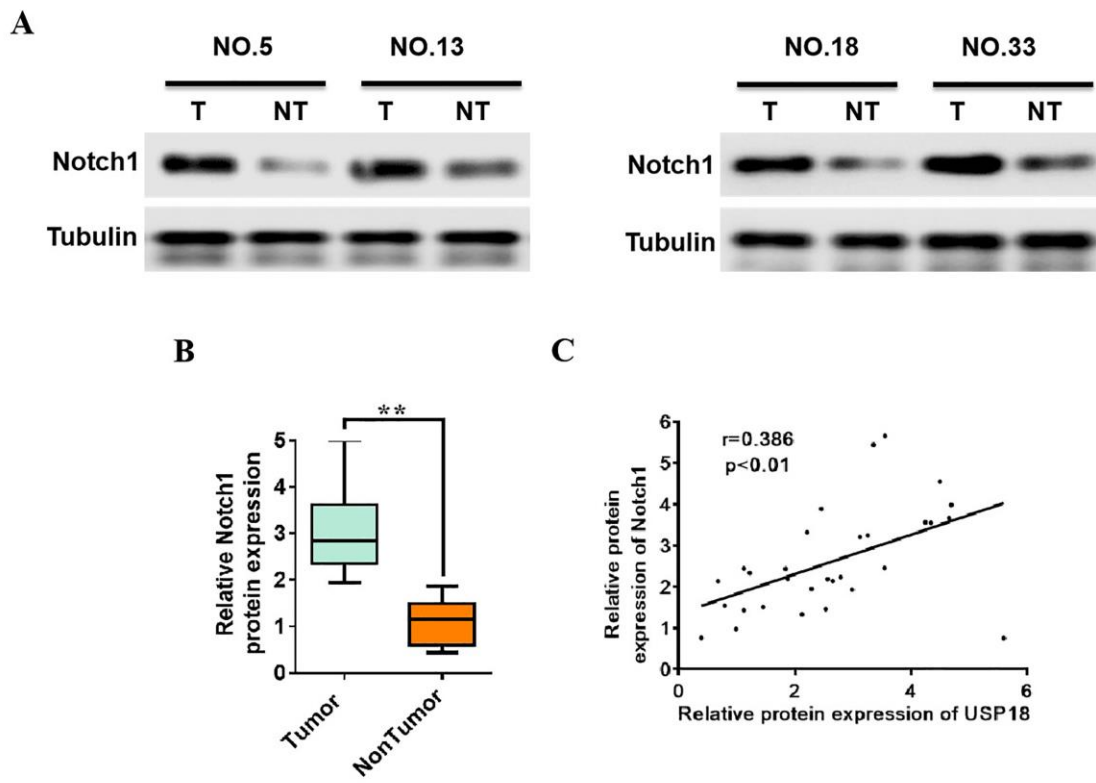 A
NO.5 NO.13 NO.18 NO.33
T NT T NT T NT T NT
Notch1 Notch1
Tubulin Tubulin
B
**
Relative Notch1
protein expression
5
4
3
2
1
0
Tumor
NonTumor
C
r=0.386
p<0.01
Relative protein
expression of Notch1
6
5
4
3
2
1
0
0 2 4 6
Relative protein expression of USP18